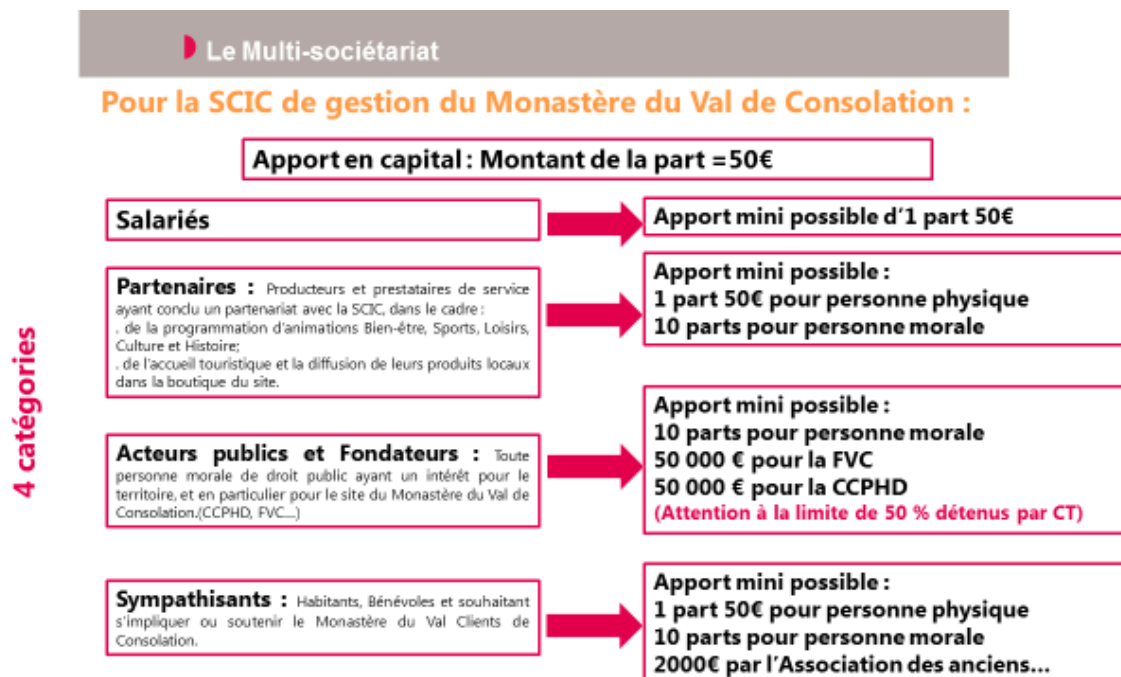 Le Multi-sociétariat
Pour la SCIC de gestion du Monastère du Val de Consolation :
Apport en capital : Montant de la part =50€
4 catégories
Salariés
Apport mini possible d'1 part 50€
Partenaires : Producteurs et prestataires de service
ayant conclu un partenariat avec la SCIC, dans le cadre :
. de la programmation d'animations Bien-être, Sports, Loisirs,
Culture et Histoire;
. de l'accueil touristique et la diffusion de leurs produits locaux
dans la boutique du site.
Apport mini possible :
1 part 50€ pour personne physique
10 parts pour personne morale
Acteurs publics et Fondateurs : Toute
personne morale de droit public ayant un intérêt pour le
territoire, et en particulier pour le site du Monastère du Val de
Consolation.(CCPHD, FVC...)
Apport mini possible :
10 parts pour personne morale
50 000 € pour la FVC
50 000 € pour la CCPHD
(Attention à la limite de 50 % détenus par CT)
Sympathisants : Habitants, Bénévoles et souhaitant
s'impliquer ou soutenir le Monastère du Val Clients de
Consolation.
Apport mini possible :
1 part 50€ pour personne physique
10 parts pour personne morale
2000€ par l'Association des anciens...